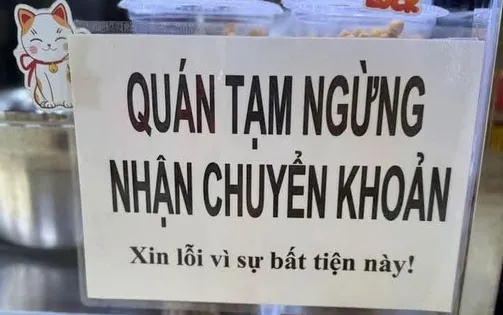 QUÁN TẠM NGỪNG
NHẬN CHUYỂN KHOẢN
Xin lỗi vì sự bất tiện này!